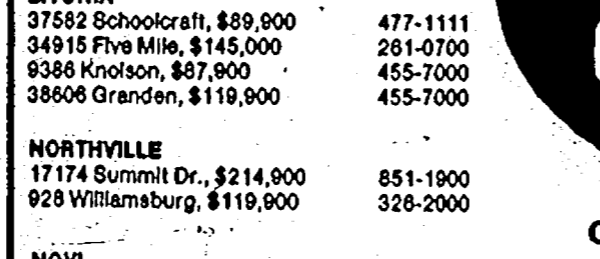 LIVONIA
37582 Schoolcraft, $89,900 477-1111
34915 Five Mile, $145,000 261-0700
9386 Knolson, $87,900 455-7000
38606 Granden, $119,900 455-7000
NORTHVILLE
17174 Summit Dr., $214,900 851-1900
928 Williamsburg, $119,900 326-2000
NOVI